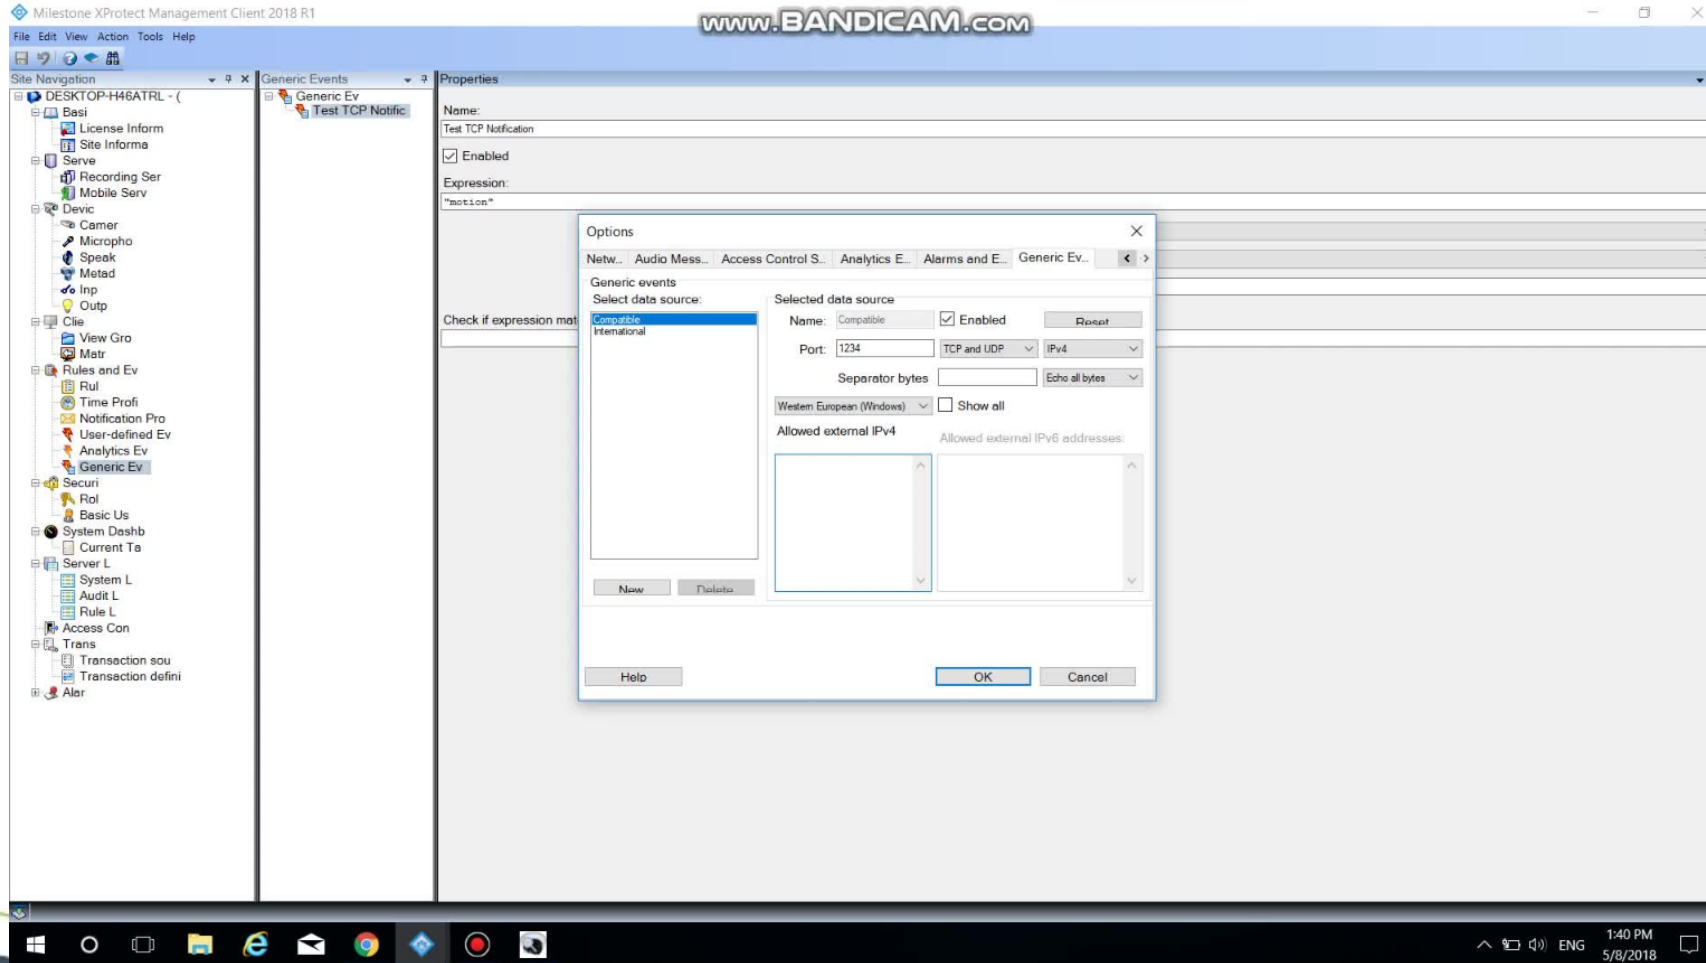 Milestone XProtect Management Client 2018 R1
www.BANDICAM.com
File Edit View Action Tools Help
Site Navigation
Generic Events
Properties
DESKTOP-H46ATRL - (
Basi
License Inform
Site Informa
Serve
Recording Ser
Mobile Serv
Devic
Camer
Micropho
Speak
Metad
Inp
Outp
Clie
View Gro
Matr
Rules and Ev
Rul
Time Profi
Notification Pro
User-defined Ev
Analytics Ev
Generic Ev
Securi
Rol
Basic Us
System Dashb
Current Ta
Server L
System L
Audit L
Rule L
Access Con
Trans
Transaction sou
Transaction defini
Alar
Generic Ev
Test TCP Notific
Name:
Test TCP Notification
Enabled
Expression:
"motion"
Check if expression mat
Options
Netw... Audio Mess... Access Control S... Analytics E... Alarms and E... Generic Ev...
Generic events
Select data source:
Compatible
International
New Delete
Selected data source
Name: Compatible Enabled Reset
Port: 1234 TCP and UDP IPv4
Separator bytes Echo all bytes
Western European (Windows) Show all
Allowed external IPv4
Allowed external IPv6 addresses:
Help OK Cancel
ENG
1:40 PM
5/8/2018